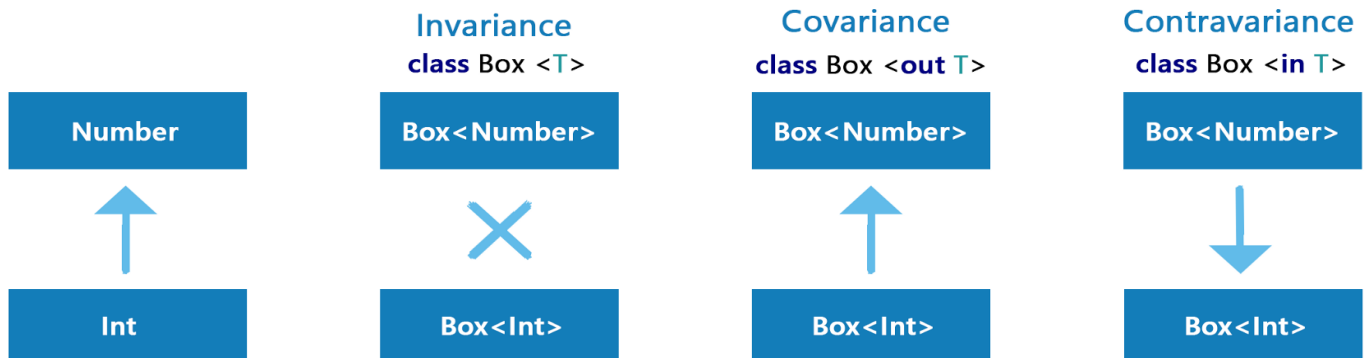 Invariance
class Box <T>
Covariance
class Box <out T>
Contravariance
class Box <in T>
Number
Box<Number>
Box<Number>
Box<Number>
Int
Box<Int>
Box<Int>
Box<Int>